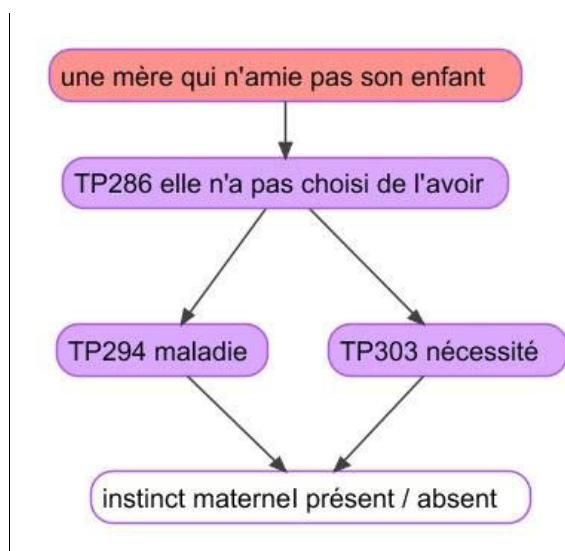 une mère qui n'amie pas son enfant
TP286 elle n'a pas choisi de l'avoir
TP294 maladie
TP303 nécessité
instinct maternel présent / absent